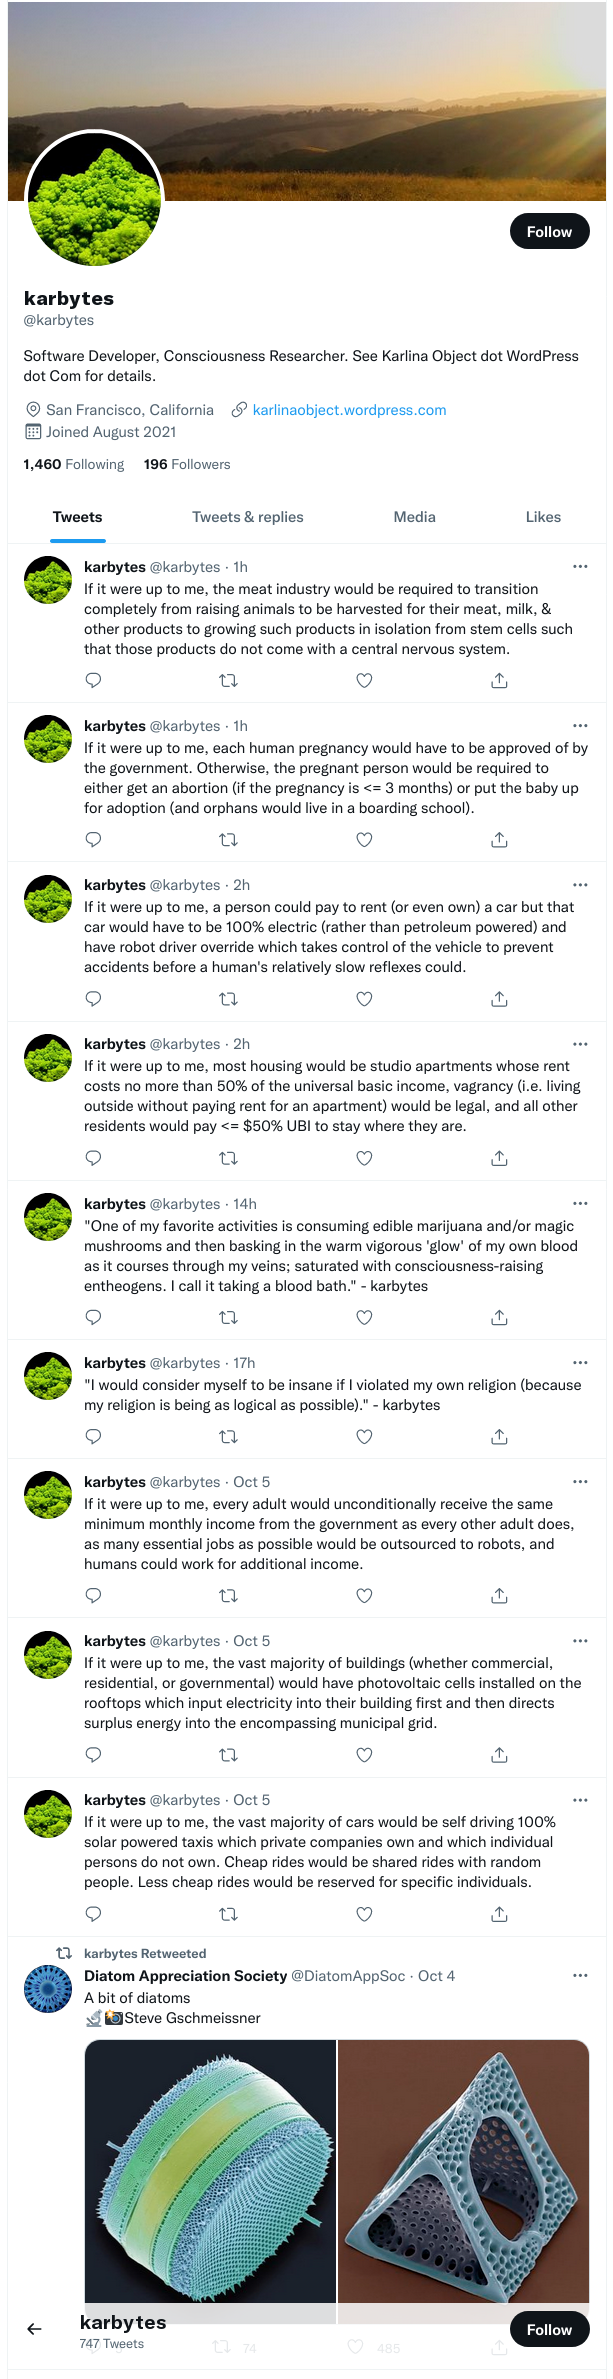 Follow
karbytes
@karbytes
Software Developer, Consciousness Researcher. See Karlina Object dot WordPress
dot Com for details.
San Francisco, California karlinaobject.wordpress.com
Joined August 2021
1,460 Following 196 Followers
Tweets Tweets & replies Media Likes
karbytes @karbytes · 1h
If it were up to me, the meat industry would be required to transition
completely from raising animals to be harvested for their meat, milk, &
other products to growing such products in isolation from stem cells such
that those products do not come with a central nervous system.
karbytes @karbytes · 1h
If it were up to me, each human pregnancy would have to be approved of by
the government. Otherwise, the pregnant person would be required to
either get an abortion (if the pregnancy is <= 3 months) or put the baby up
for adoption (and orphans would live in a boarding school).
karbytes @karbytes · 2h
If it were up to me, a person could pay to rent (or even own) a car but that
car would have to be 100% electric (rather than petroleum powered) and
have robot driver override which takes control of the vehicle to prevent
accidents before a human's relatively slow reflexes could.
karbytes @karbytes · 2h
If it were up to me, most housing would be studio apartments whose rent
costs no more than 50% of the universal basic income, vagrancy (i.e. living
outside without paying rent for an apartment) would be legal, and all other
residents would pay <= $50% UBI to stay where they are.
karbytes @karbytes · 14h
"One of my favorite activities is consuming edible marijuana and/or magic
mushrooms and then basking in the warm vigorous 'glow' of my own blood
as it courses through my veins; saturated with consciousness-raising
entheogens. I call it taking a blood bath." - karbytes
karbytes @karbytes · 17h
"I would consider myself to be insane if I violated my own religion (because
my religion is being as logical as possible)." - karbytes
karbytes @karbytes · Oct 5
If it were up to me, every adult would unconditionally receive the same
minimum monthly income from the government as every other adult does,
as many essential jobs as possible would be outsourced to robots, and
humans could work for additional income.
karbytes @karbytes · Oct 5
If it were up to me, the vast majority of buildings (whether commercial,
residential, or governmental) would have photovoltaic cells installed on the
rooftops which input electricity into their building first and then directs
surplus energy into the encompassing municipal grid.
karbytes @karbytes · Oct 5
If it were up to me, the vast majority of cars would be self driving 100%
solar powered taxis which private companies own and which individual
persons do not own. Cheap rides would be shared rides with random
people. Less cheap rides would be reserved for specific individuals.
karbytes Retweeted
Diatom Appreciation Society @DiatomAppSoc · Oct 4
A bit of diatoms
🔬📸Steve Gschmeissner
karbytes
747 Tweets
Follow
74 485